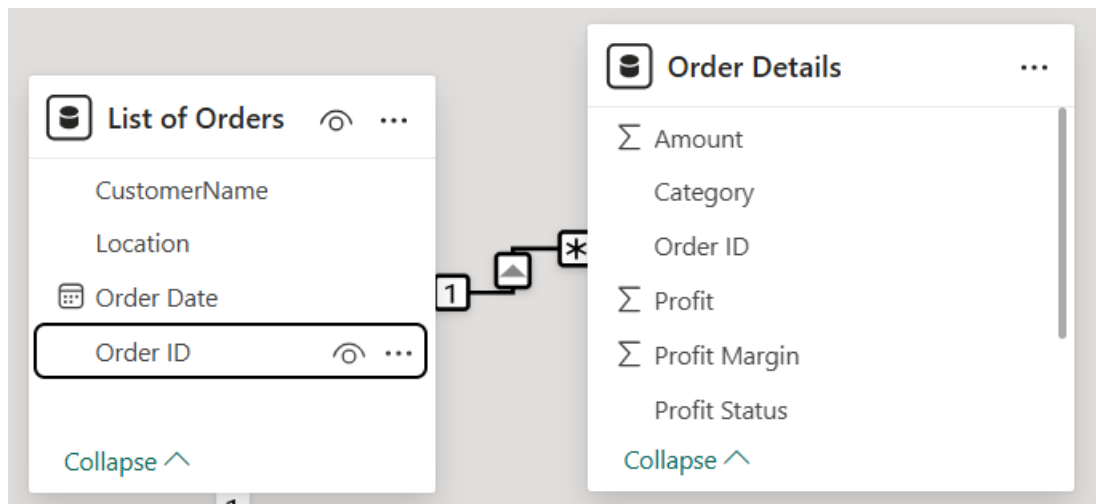 List of Orders
CustomerName
Location
Order Date
Order ID
Collapse
1
*
Order Details
Σ Amount
Category
Order ID
Σ Profit
Σ Profit Margin
Profit Status
Collapse